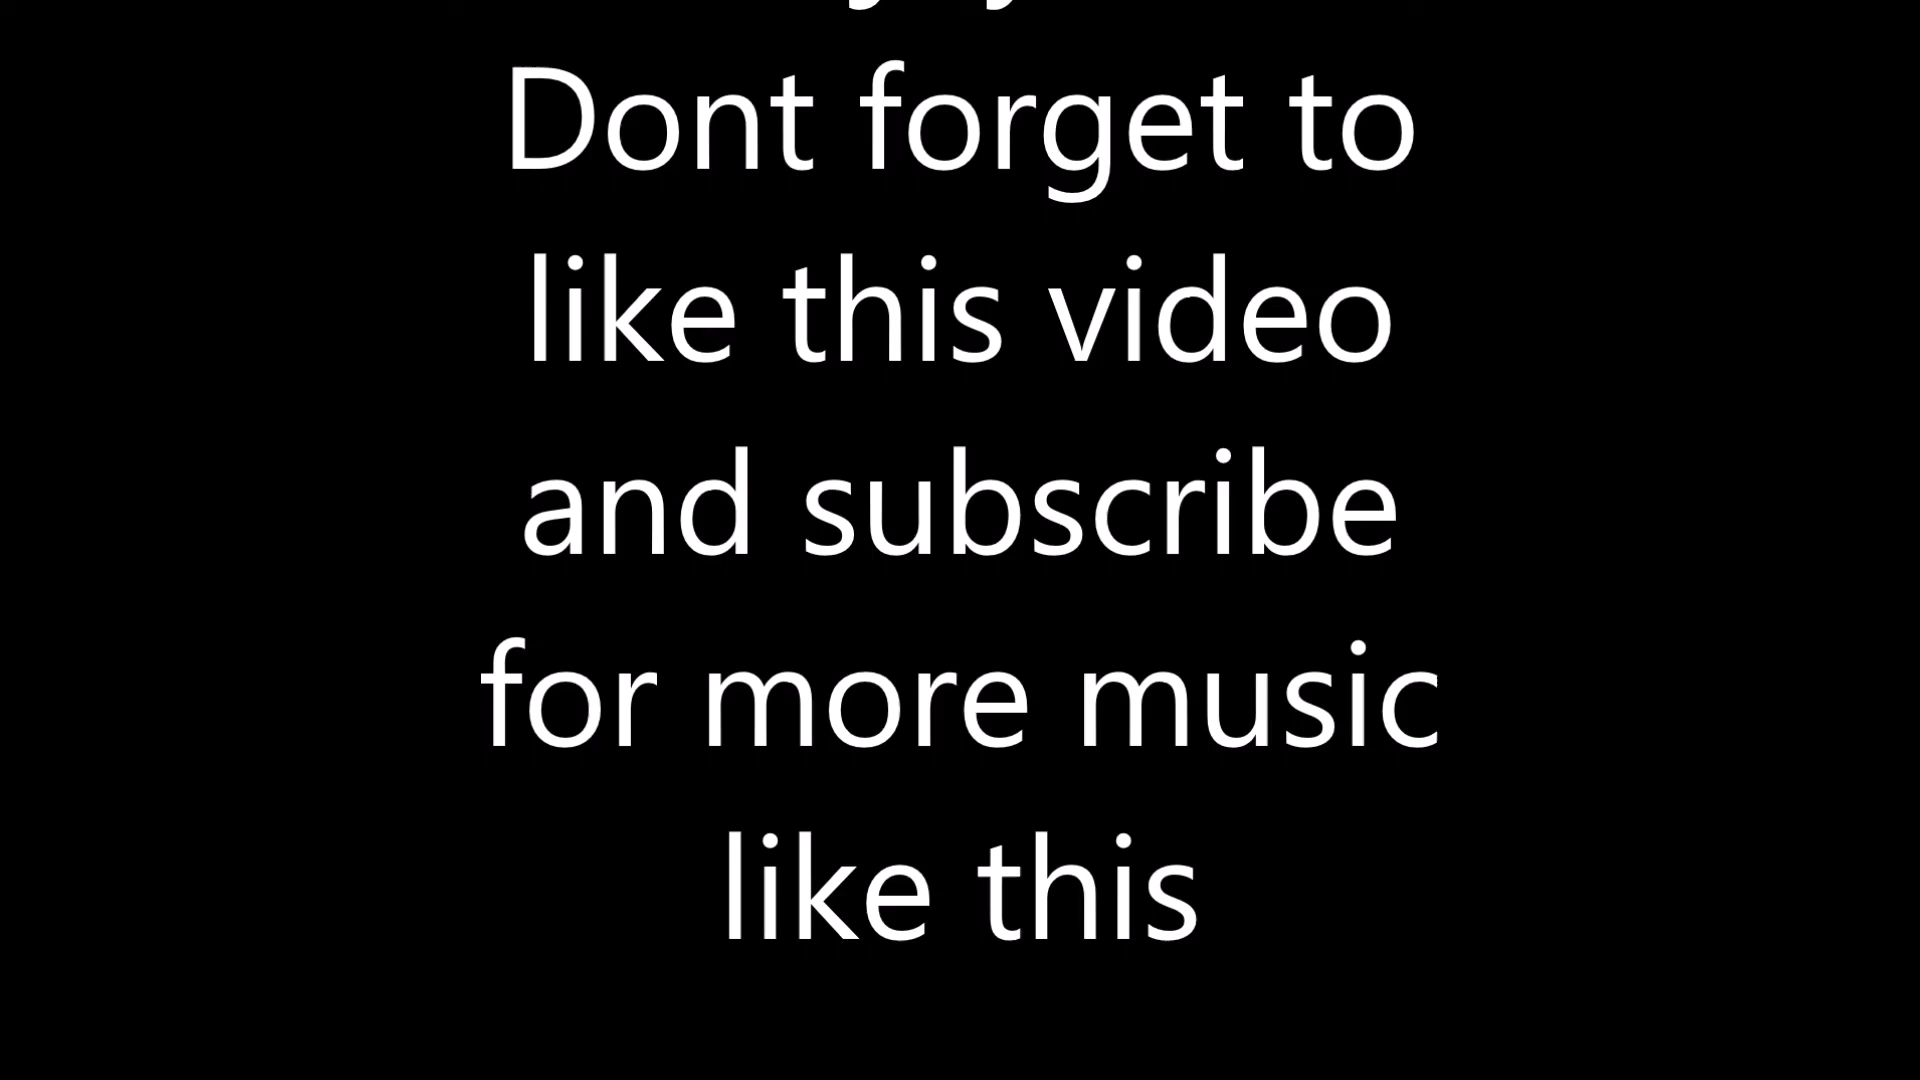 Dont forget to
like this video
and subscribe
for more music
like this